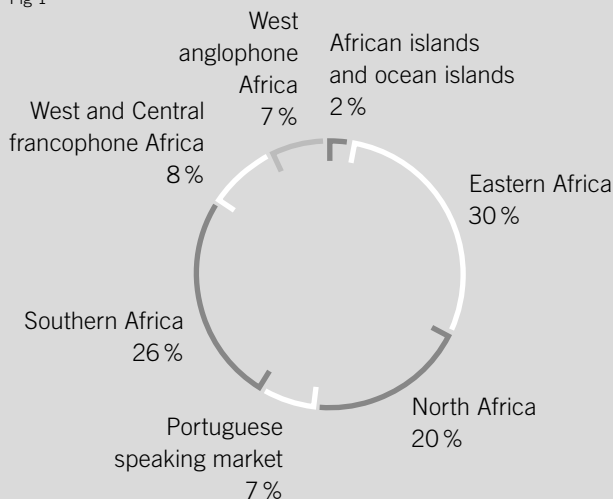 Fig 1
West
anglophone
Africa
7 %
African islands
and ocean islands
2 %
West and Central
francophone Africa
8 %
Eastern Africa
30 %
Southern Africa
26 %
North Africa
20 %
Portuguese
speaking market
7 %